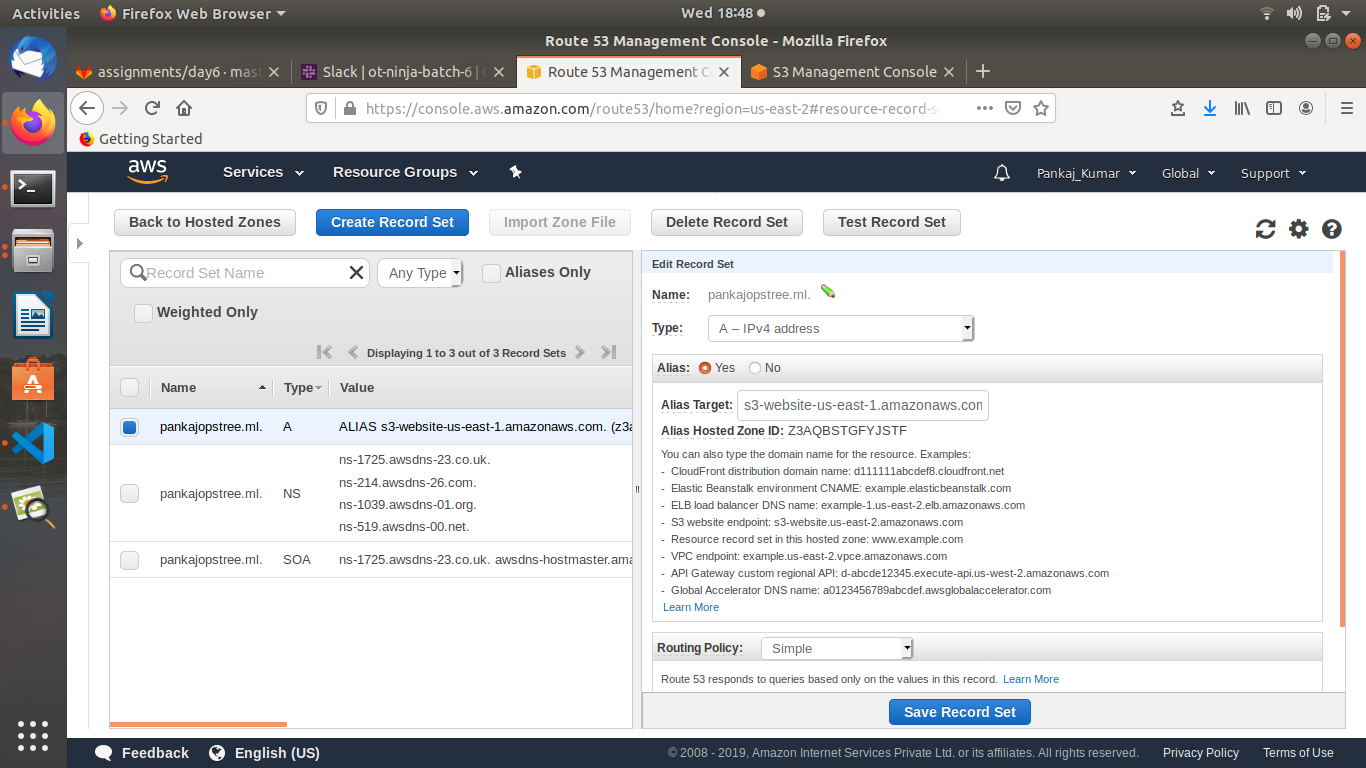 Activities
Firefox Web Browser
Wed 18:48
Route 53 Management Console - Mozilla Firefox
assignments/day6 · mas
Slack | ot-ninja-batch-6 |
Route 53 Management C
S3 Management Console
https://console.aws.amazon.com/route53/home?region=us-east-2#resource-record-s
Getting Started
aws
Services
Resource Groups
Pankaj_Kumar
Global
Support
Back to Hosted Zones
Create Record Set
Import Zone File
Delete Record Set
Test Record Set
Record Set Name
Any Type
Aliases Only
Weighted Only
Displaying 1 to 3 out of 3 Record Sets
Name Type Value
pankajopstree.ml. A ALIAS s3-website-us-east-1.amazonaws.com. (z3a
pankajopstree.ml. NS
ns-1725.awsdns-23.co.uk.
ns-214.awsdns-26.com.
ns-1039.awsdns-01.org.
ns-519.awsdns-00.net.
pankajopstree.ml. SOA ns-1725.awsdns-23.co.uk. awsdns-hostmaster.ama
Edit Record Set
Name: pankajopstree.ml.
Type: A – IPv4 address
Alias: Yes No
Alias Target: s3-website-us-east-1.amazonaws.com
Alias Hosted Zone ID: Z3AQBSTGFYJSTF
You can also type the domain name for the resource. Examples:
- CloudFront distribution domain name: d111111abcdef8.cloudfront.net
- Elastic Beanstalk environment CNAME: example.elasticbeanstalk.com
- ELB load balancer DNS name: example-1.us-east-2.elb.amazonaws.com
- S3 website endpoint: s3-website.us-east-2.amazonaws.com
- Resource record set in this hosted zone: www.example.com
- VPC endpoint: example.us-east-2.vpce.amazonaws.com
- API Gateway custom regional API: d-abcde12345.execute-api.us-west-2.amazonaws.com
- Global Accelerator DNS name: a0123456789abcdef.awsglobalaccelerator.com
Learn More
Routing Policy: Simple
Route 53 responds to queries based only on the values in this record. Learn More
Save Record Set
Feedback
English (US)
© 2008 - 2019, Amazon Internet Services Private Ltd. or its affiliates. All rights reserved.
Privacy Policy
Terms of Use